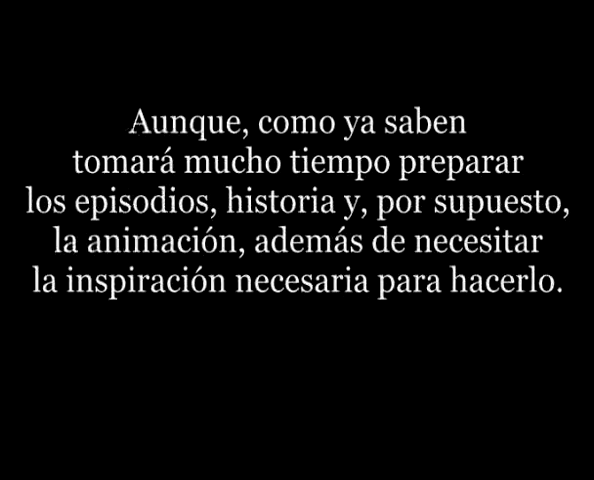 Aunque, como ya saben
tomará mucho tiempo preparar
los episodios, historia y, por supuesto,
la animación, además de necesitar
la inspiración necesaria para hacerlo.